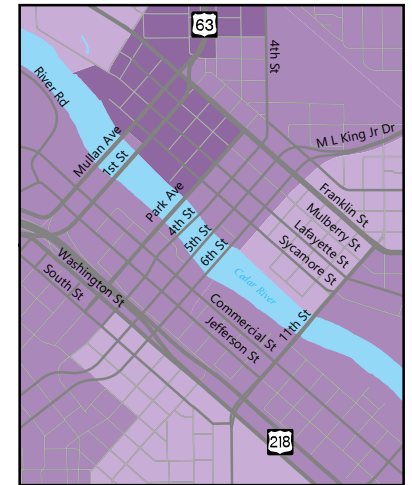 63
4th St
River Rd
M L King Jr Dr
Mullan Ave
1st St
Park Ave
Franklin St
Mulberry St
Lafayette St
Sycamore St
4th St
5th St
6th St
Cedar River
Washington St
South St
Commercial St
Jefferson St
11th St
218